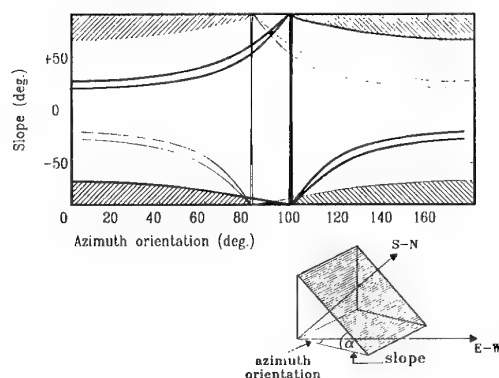 +50
0
-50
Slope (deg.)
0 20 40 60 80 100 120 140 160
Azimuth orientation (deg.)
S-N
E-W
α
azimuth
orientation
slope